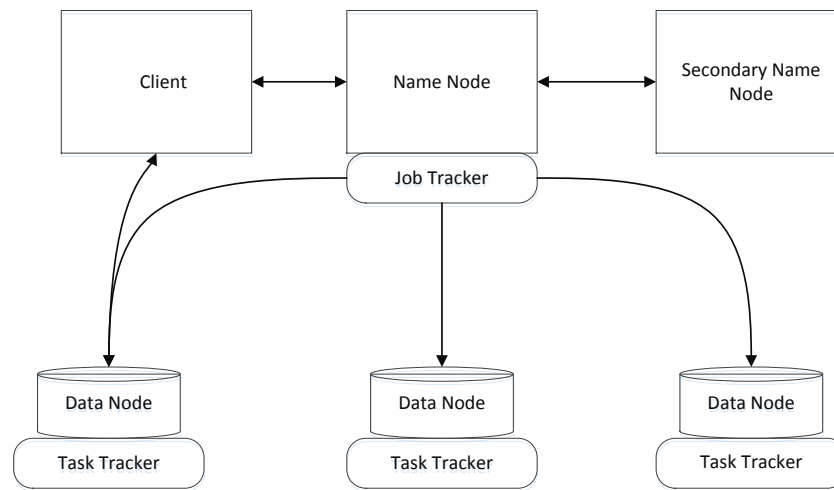 Client
Name Node
Secondary Name
Node
Job Tracker
Data Node
Data Node
Data Node
Task Tracker
Task Tracker
Task Tracker